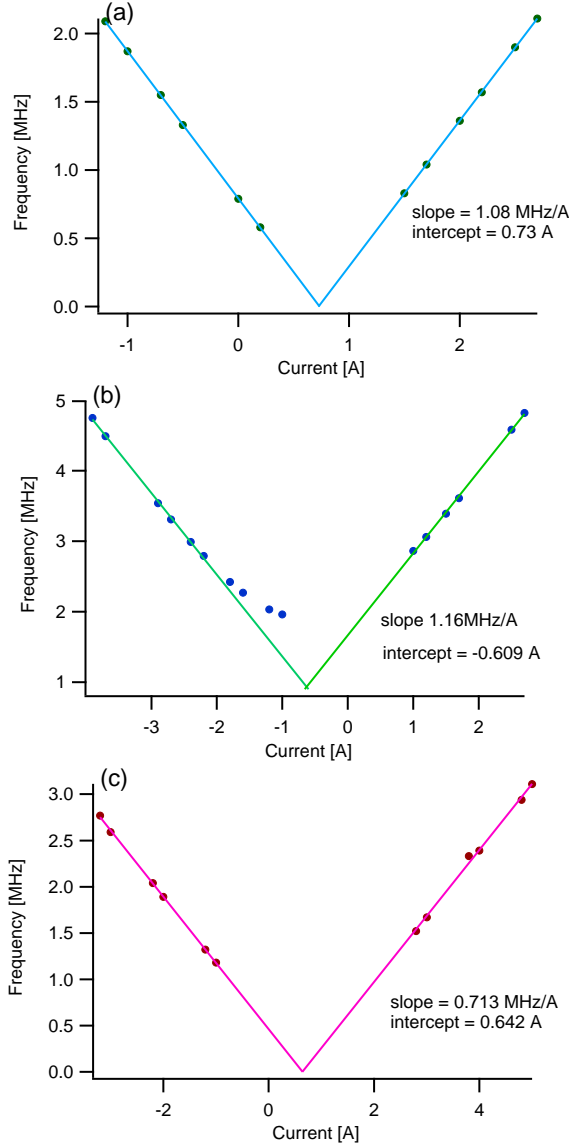 (a)
2.0
1.5
1.0
0.5
0.0
Frequency [MHz]
slope = 1.08 MHz/A
intercept = 0.73 A
-1 0 1 2
Current [A]
(b)
5
4
3
2
1
Frequency [MHz]
slope 1.16MHz/A
intercept = -0.609 A
-3 -2 -1 0 1 2
Current [A]
(c)
3.0
2.5
2.0
1.5
1.0
0.5
0.0
Frequency [MHz]
slope = 0.713 MHz/A
intercept = 0.642 A
-2 0 2 4
Current [A]